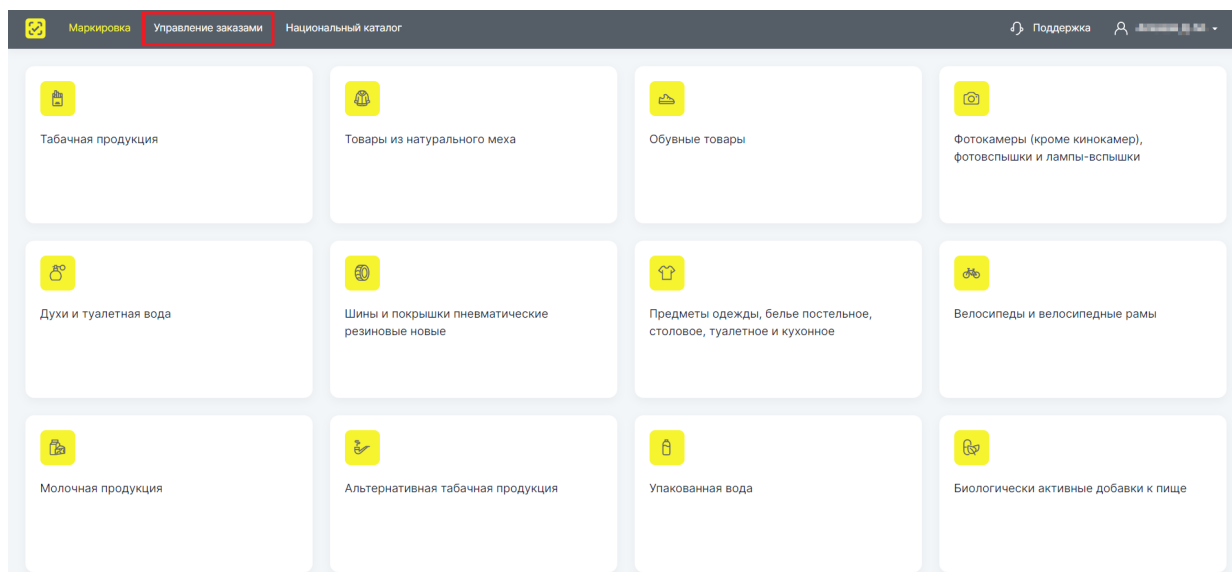 Маркировка Управление заказами Национальный каталог Поддержка
Табачная продукция
Товары из натурального меха
Обувные товары
Фотокамеры (кроме кинокамер),
фотовспышки и лампы-вспышки
Духи и туалетная вода
Шины и покрышки пневматические
резиновые новые
Предметы одежды, белье постельное,
столовое, туалетное и кухонное
Велосипеды и велосипедные рамы
Молочная продукция
Альтернативная табачная продукция
Упакованная вода
Биологически активные добавки к пище